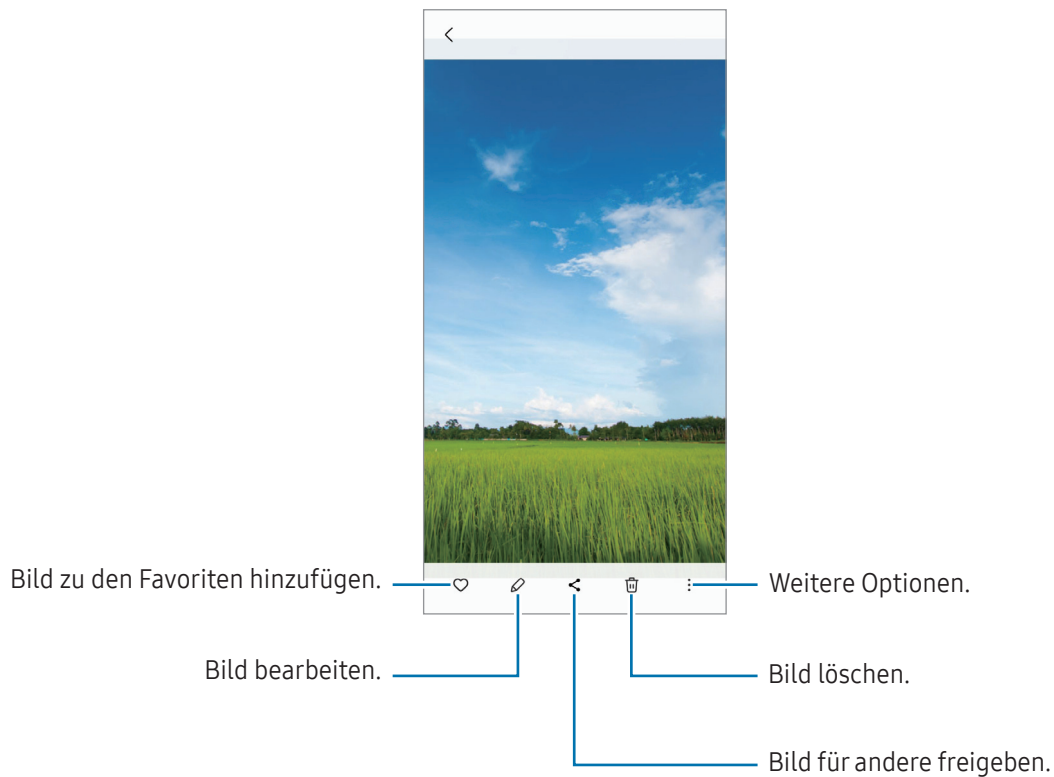 Bild zu den Favoriten hinzufügen.
Weitere Optionen.
Bild bearbeiten.
Bild löschen.
Bild für andere freigeben.